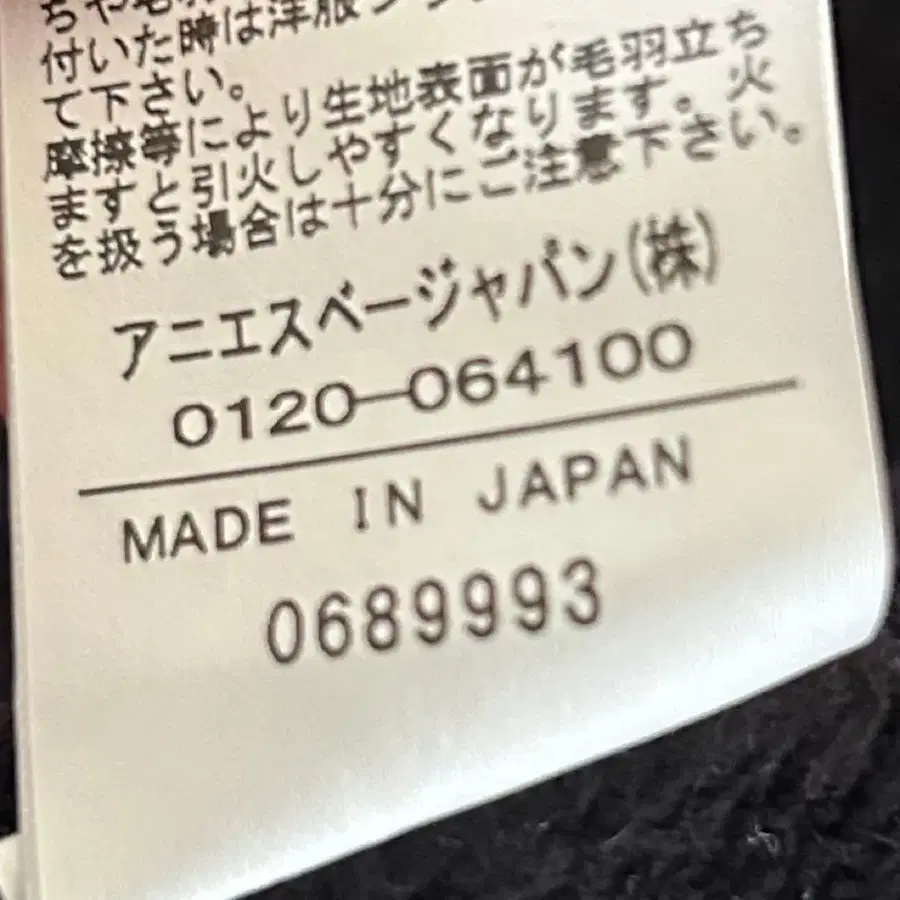 付いた時は洋服ブラ
て下さい。
摩擦等により生地表面が毛羽立ち
ますと引火しやすくなります。火
を扱う場合は十分にご注意下さい。
アニエスベージャパン(株)
0120-064100
MADE IN JAPAN
0689993